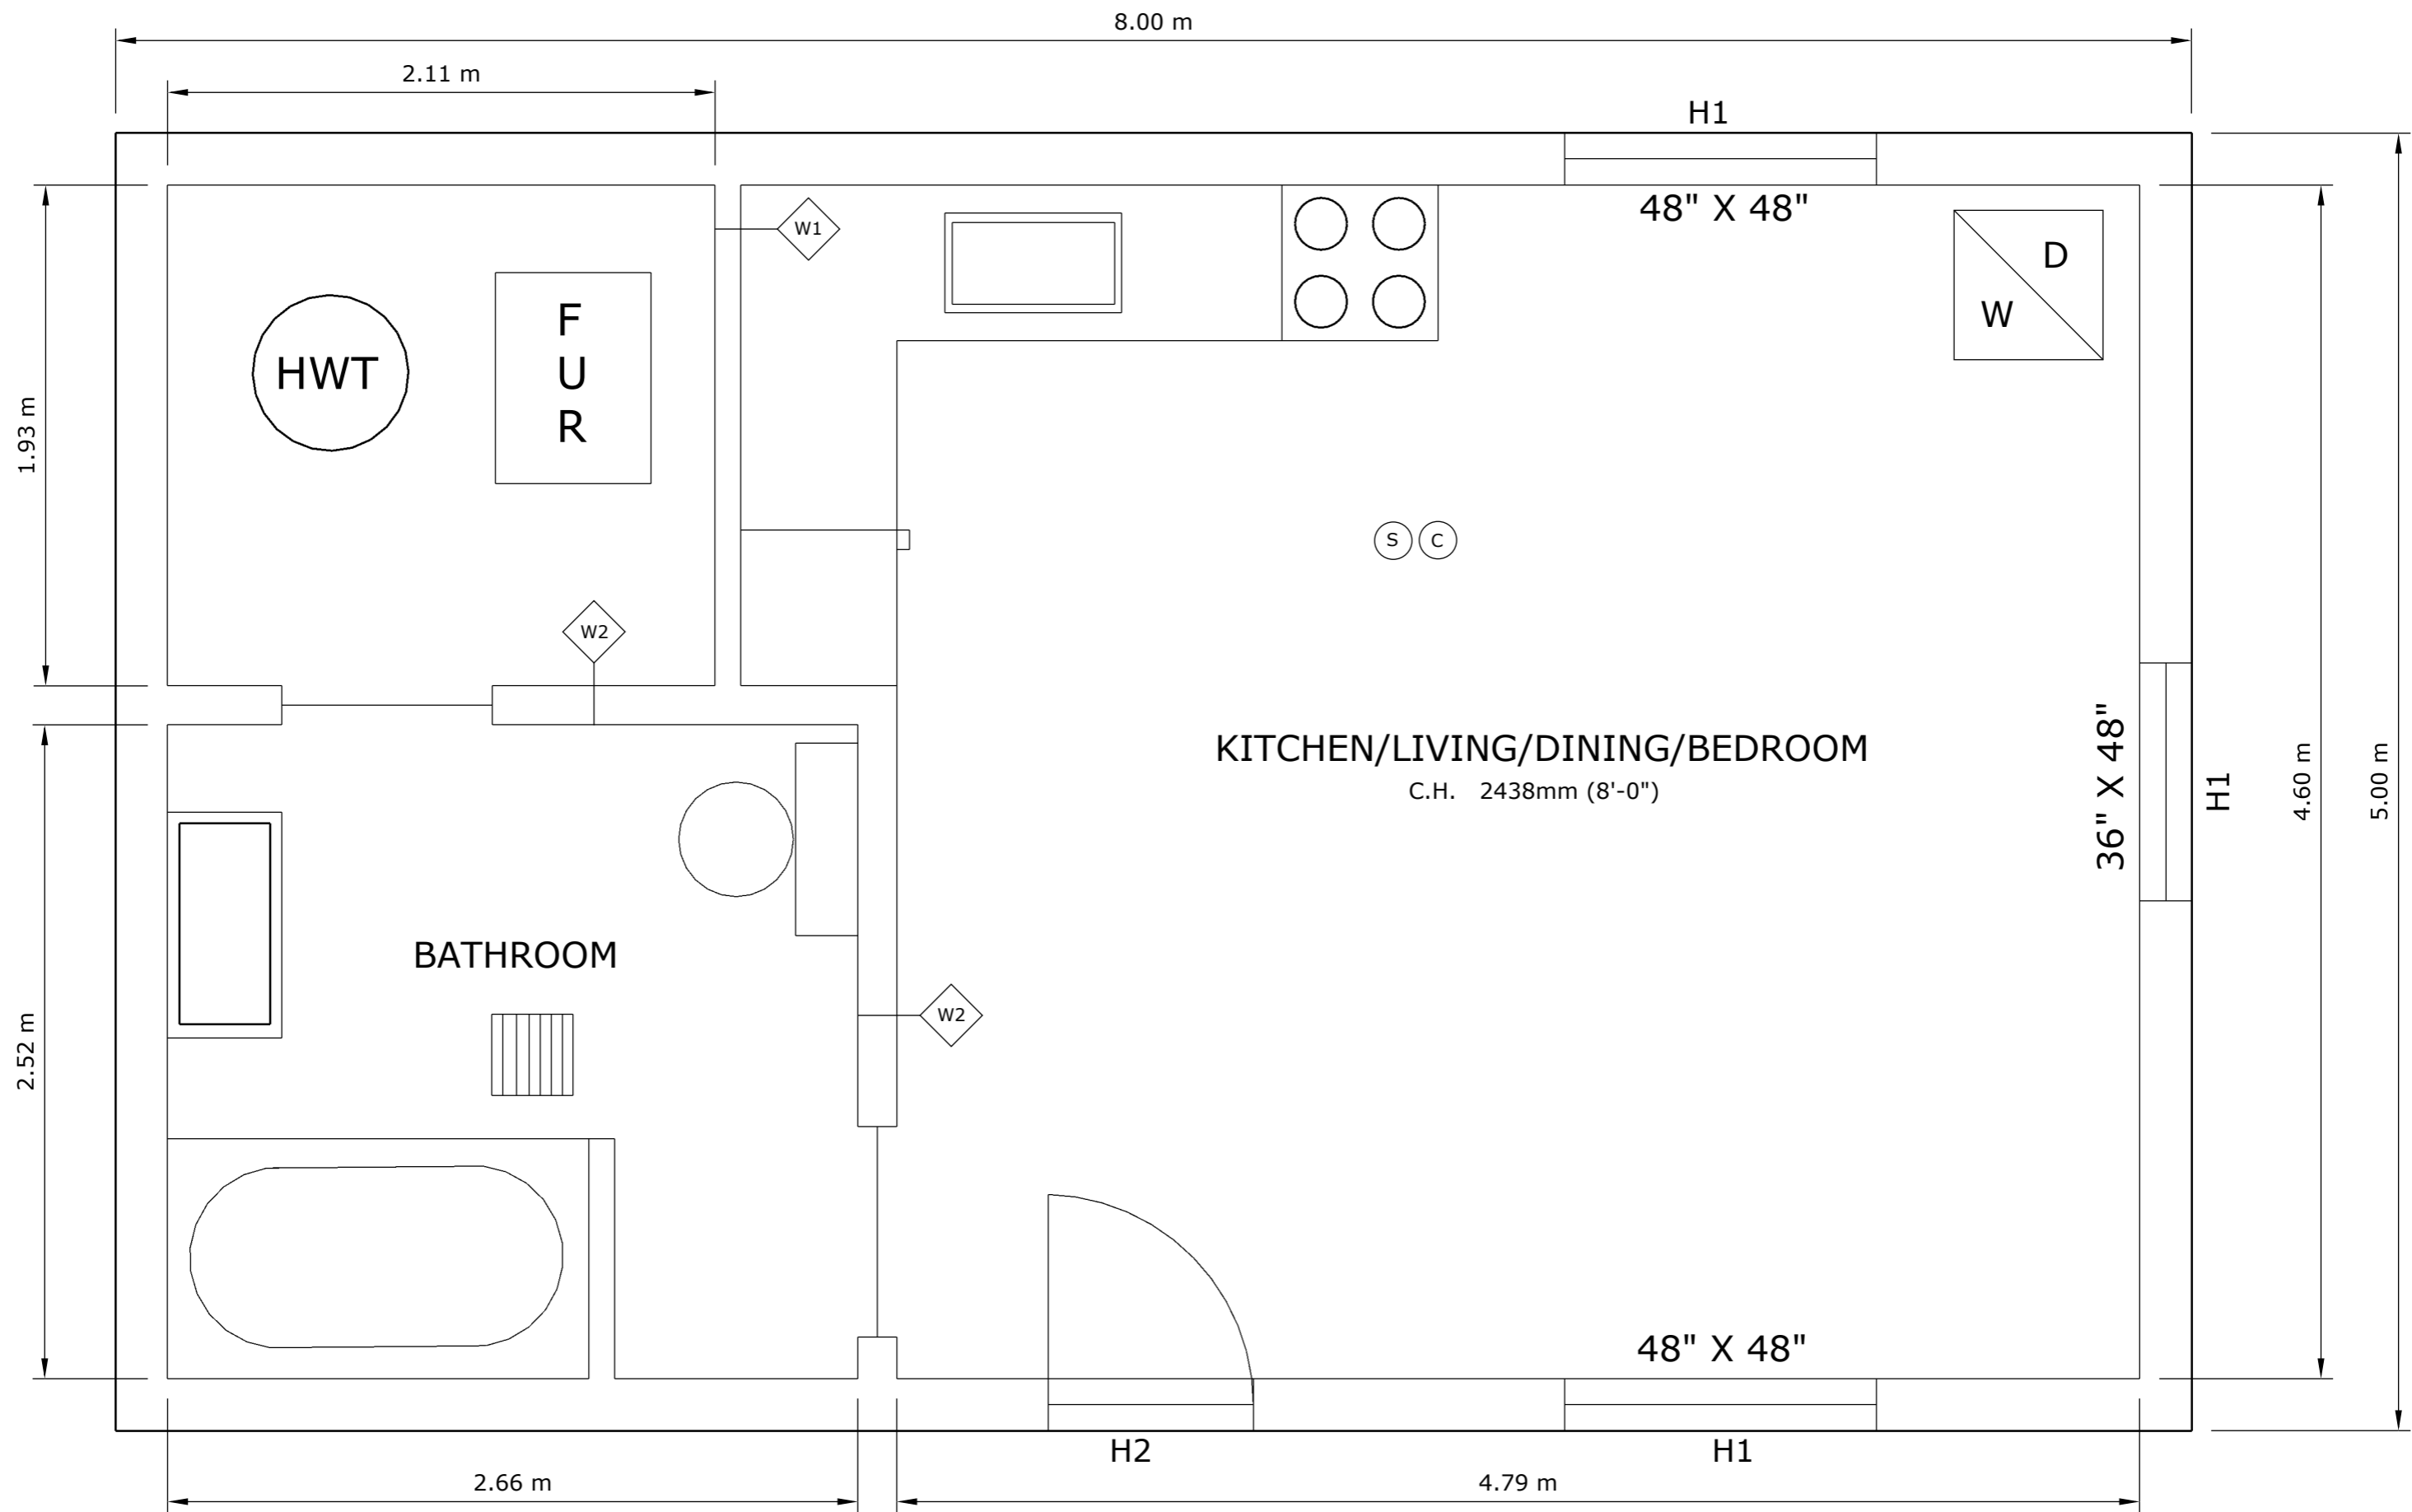 8.00 m
2.11 m
H1
48" X 48"
W1
D
W
F
U
R
HWT
1.93 m
S
C
W2
KITCHEN/LIVING/DINING/BEDROOM
C.H. 2438mm (8'-0")
36" X 48"
H1
4.60 m
5.00 m
BATHROOM
W2
2.52 m
48" X 48"
H2
H1
2.66 m
4.79 m